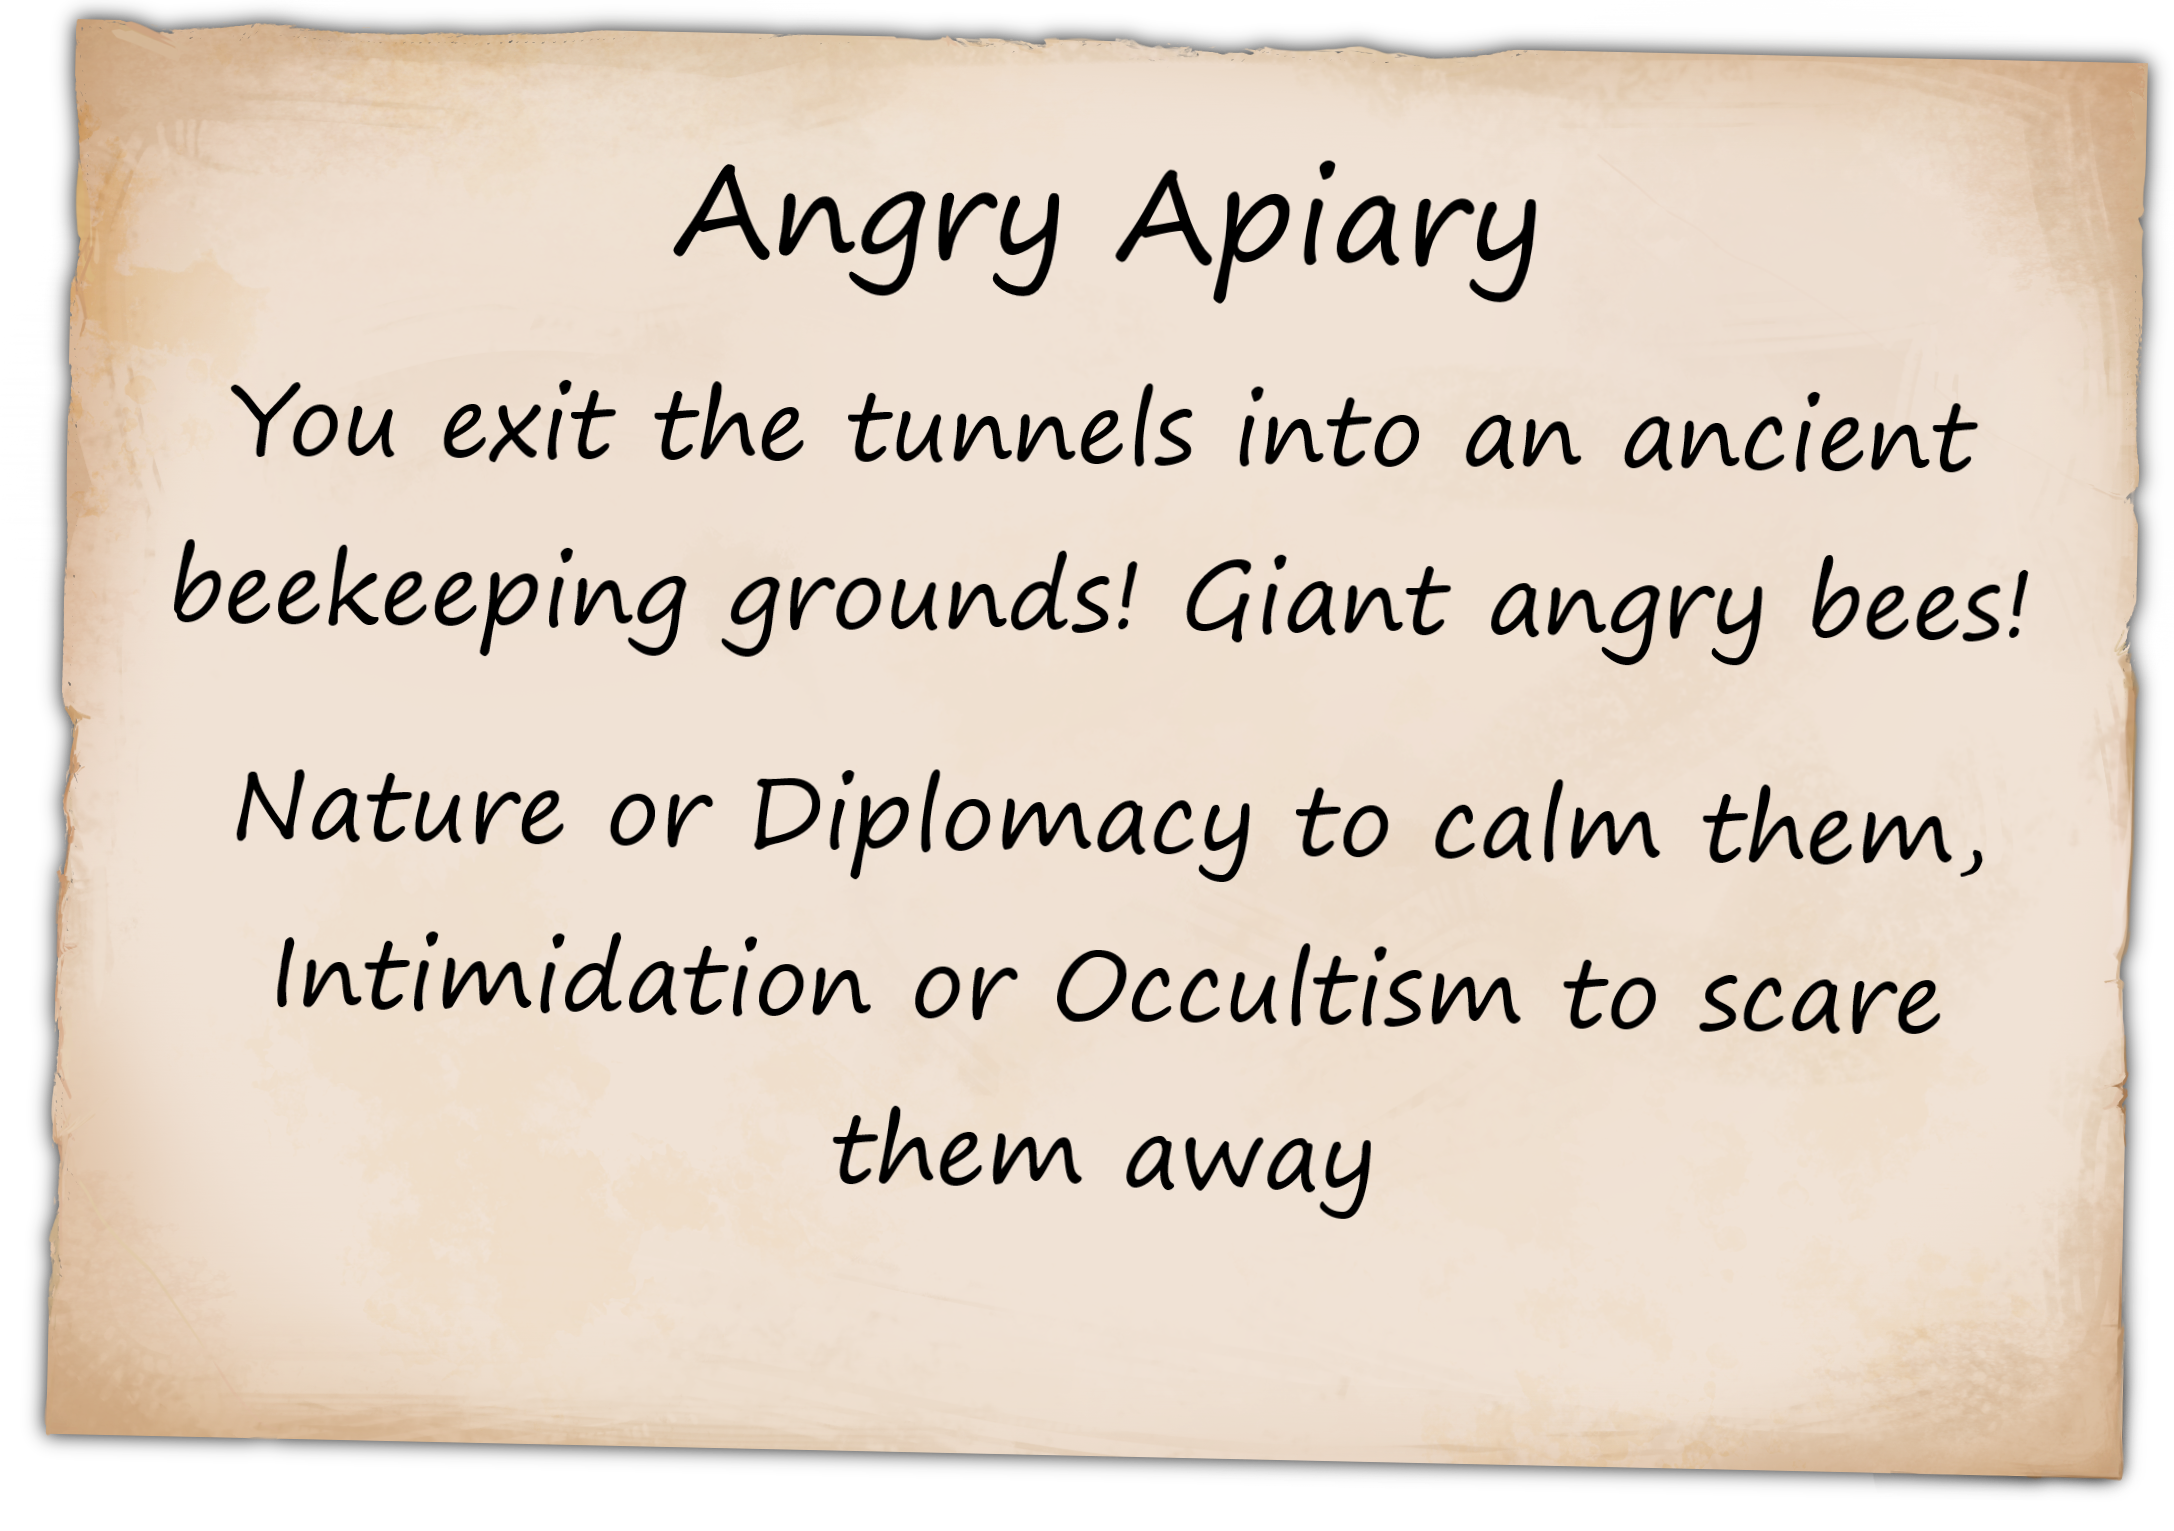 Angry Apiary
You exit the tunnels into an ancient
beekeeping grounds! Giant angry bees!
Nature or Diplomacy to calm them,
Intimidation or Occultism to scare
them away